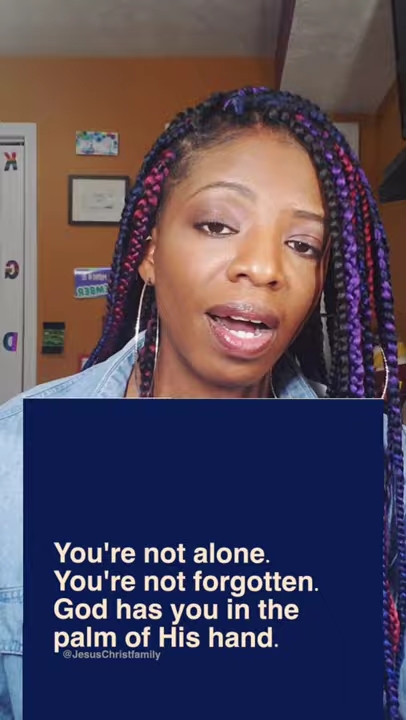 You're not alone.
You're not forgotten.
God has you in the
palm of His hand.
@JesusChristfamily